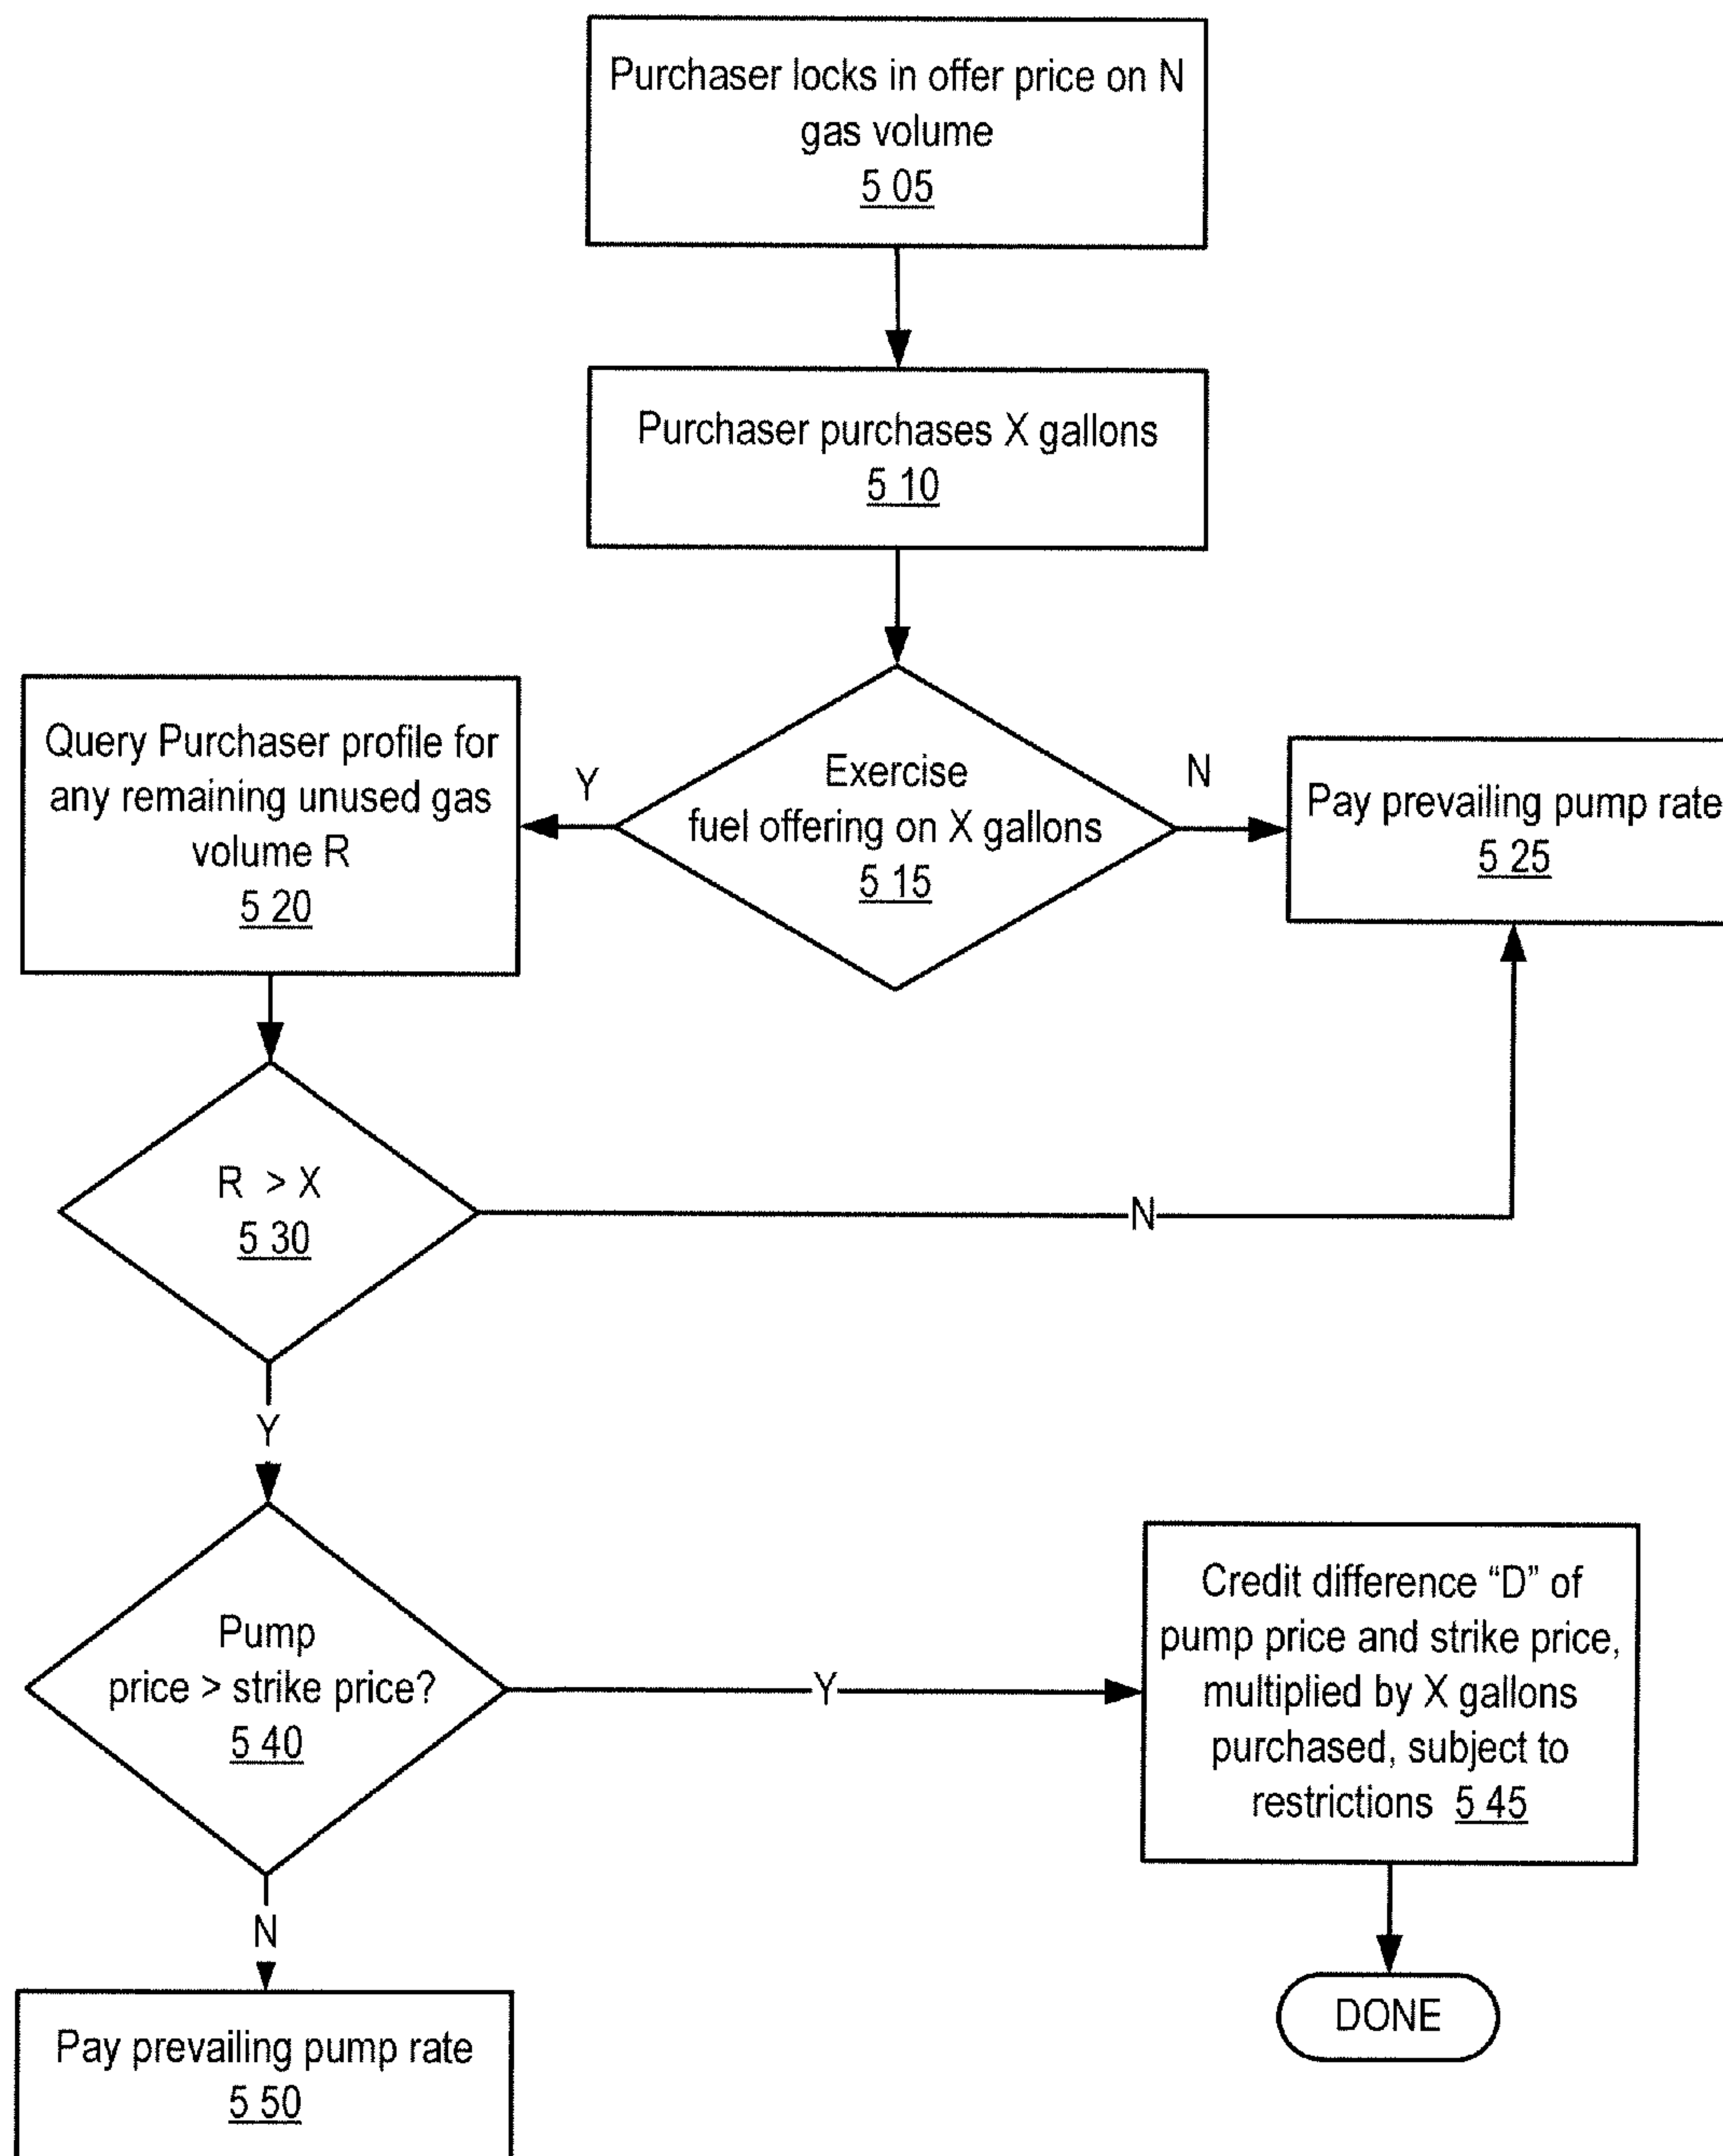 Purchaser locks in offer price on N
gas volume
5 05
Purchaser purchases X gallons
5 10
Query Purchaser profile for
any remaining unused gas
volume R
5 20
Y
Exercise
fuel offering on X gallons
5 15
N
Pay prevailing pump rate
5 25
R > X
5 30
N
Y
Pump
price > strike price?
5 40
Y
Credit difference “D” of
pump price and strike price,
multiplied by X gallons
purchased, subject to
restrictions 5 45
N
Pay prevailing pump rate
5 50
DONE